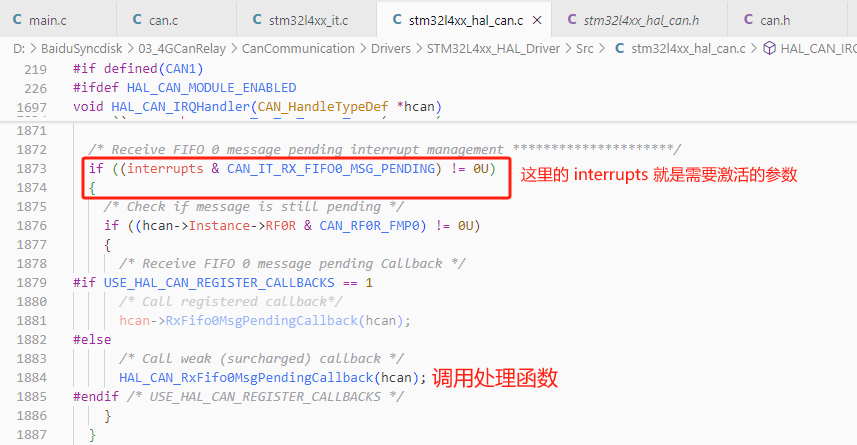 main.c can.c stm32l4xx_it.c stm32l4xx_hal_can.c stm32l4xx_hal_can.h can.h
D: > BaiduSyncdisk > 03_4GCanRelay > CanCommunication > Drivers > STM32L4xx_HAL_Driver > Src > stm32l4xx_hal_can.c > HAL_CAN_IRQ
219 #if defined(CAN1)
226 #ifdef HAL_CAN_MODULE_ENABLED
1697 void HAL_CAN_IRQHandler(CAN_HandleTypeDef *hcan)
1871
1872 /* Receive FIFO 0 message pending interrupt management *********************/
1873 if ((interrupts & CAN_IT_RX_FIFO0_MSG_PENDING) != 0U) 这里的 interrupts 就是需要激活的参数
1874 {
1875 /* Check if message is still pending */
1876 if ((hcan->Instance->RF0R & CAN_RF0R_FMP0) != 0U)
1877 {
1878 /* Receive FIFO 0 message pending Callback */
1879 #if USE_HAL_CAN_REGISTER_CALLBACKS == 1
1880 /* Call registered callback*/
1881 hcan->RxFifo0MsgPendingCallback(hcan);
1882 #else
1883 /* Call weak (surcharged) callback */
1884 HAL_CAN_RxFifo0MsgPendingCallback(hcan); 调用处理函数
1885 #endif /* USE_HAL_CAN_REGISTER_CALLBACKS */
1886 }
1887 }